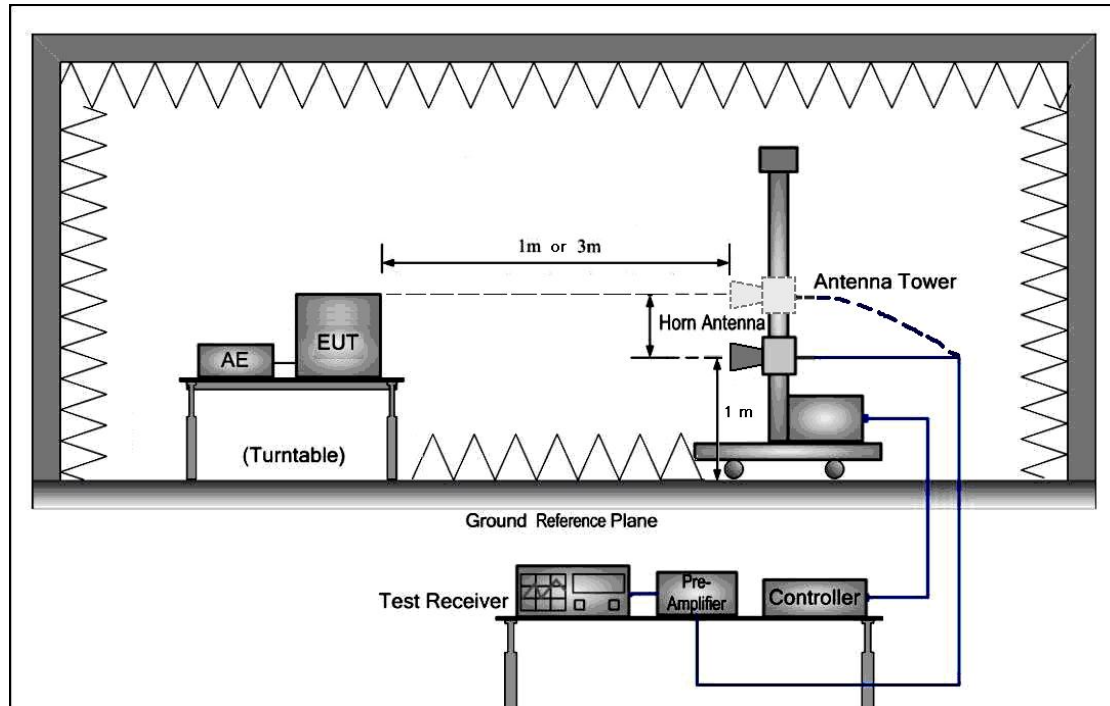 1m or 3m
Antenna Tower
Horn Antenna
EUT
AE
1 m
(Turntable)
Ground Reference Plane
Test Receiver
Pre-
Amplifier
Controller